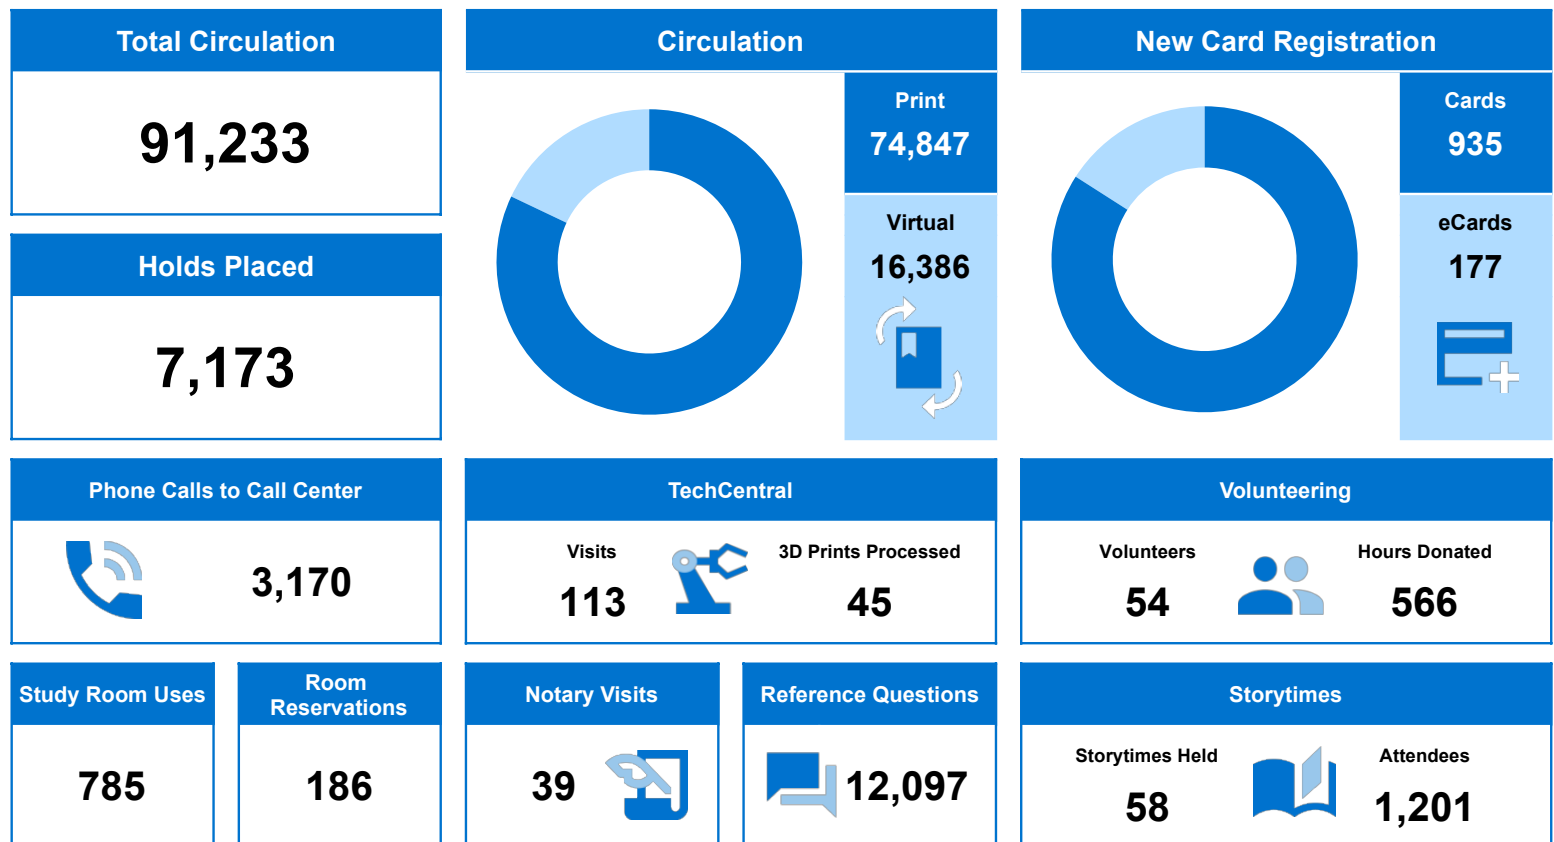 Total Circulation
91,233
Holds Placed
7,173
Circulation
Print
74,847
Virtual
16,386
New Card Registration
Cards
935
eCards
177
Phone Calls to Call Center
3,170
TechCentral
Visits
113
3D Prints Processed
45
Volunteering
Volunteers
54
Hours Donated
566
Study Room Uses
785
Room
Reservations
186
Notary Visits
39
Reference Questions
12,097
Storytimes
Storytimes Held
58
Attendees
1,201